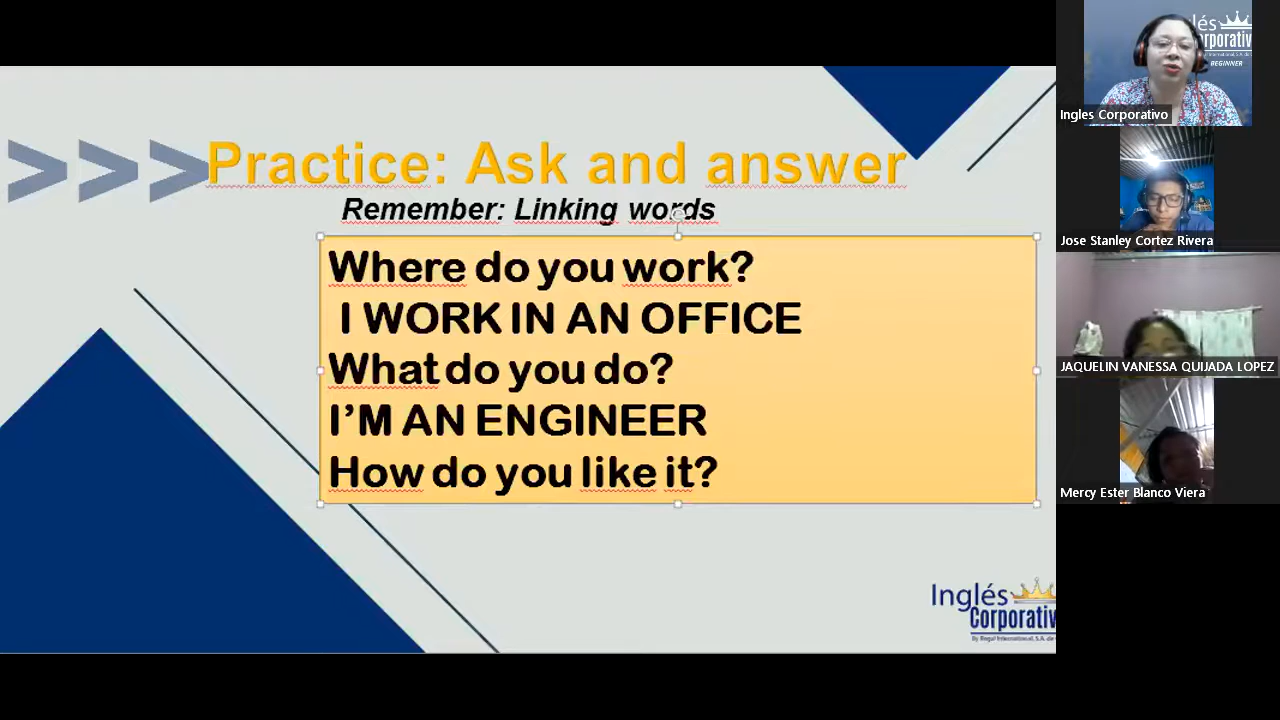 >>>Practice: Ask and answer
Remember: Linking words
Where do you work?
I WORK IN AN OFFICE
What do you do?
I’M AN ENGINEER
How do you like it?
Inglés
Corporativ
BEGINNER
Ingles Corporativo
Jose Stanley Cortez Rivera
JAQUELIN VANESSA QUIJADA LOPEZ
Mercy Ester Blanco Viera